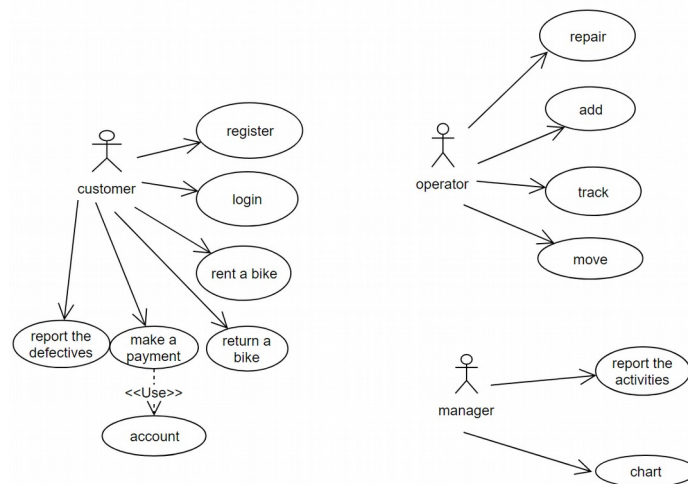 repair
add
register
customer
operator
track
login
move
rent a bike
report the
defectives
make a
payment
return a
bike
<<Use>>
account
report the
activities
manager
chart